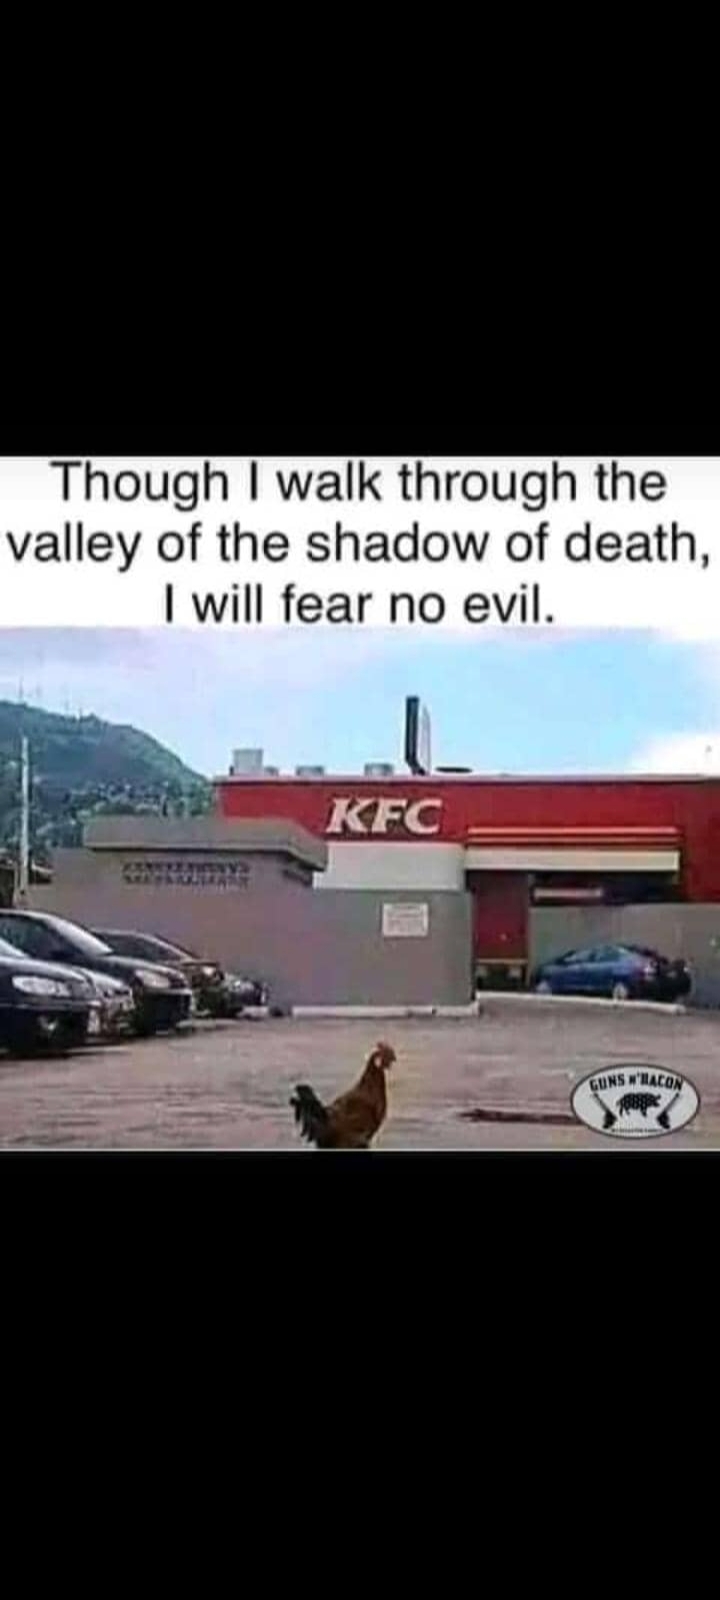 Though I walk through the
valley of the shadow of death,
I will fear no evil.
KFC
GUNS N'BACON